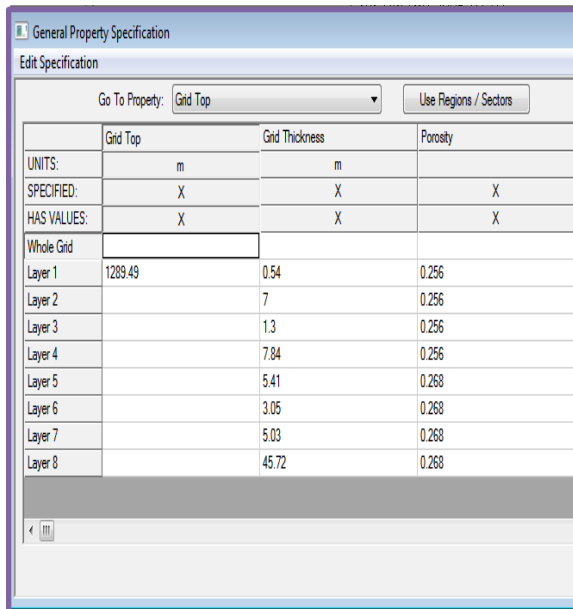 General Property Specification
Edit Specification
Go To Property: Grid Top Use Regions / Sectors
Grid Top Grid Thickness Porosity
UNITS: m m
SPECIFIED: X X X
HAS VALUES: X X X
Whole Grid
Layer 1 1289.49 0.54 0.256
Layer 2 7 0.256
Layer 3 1.3 0.256
Layer 4 7.84 0.256
Layer 5 5.41 0.268
Layer 6 3.05 0.268
Layer 7 5.03 0.268
Layer 8 45.72 0.268